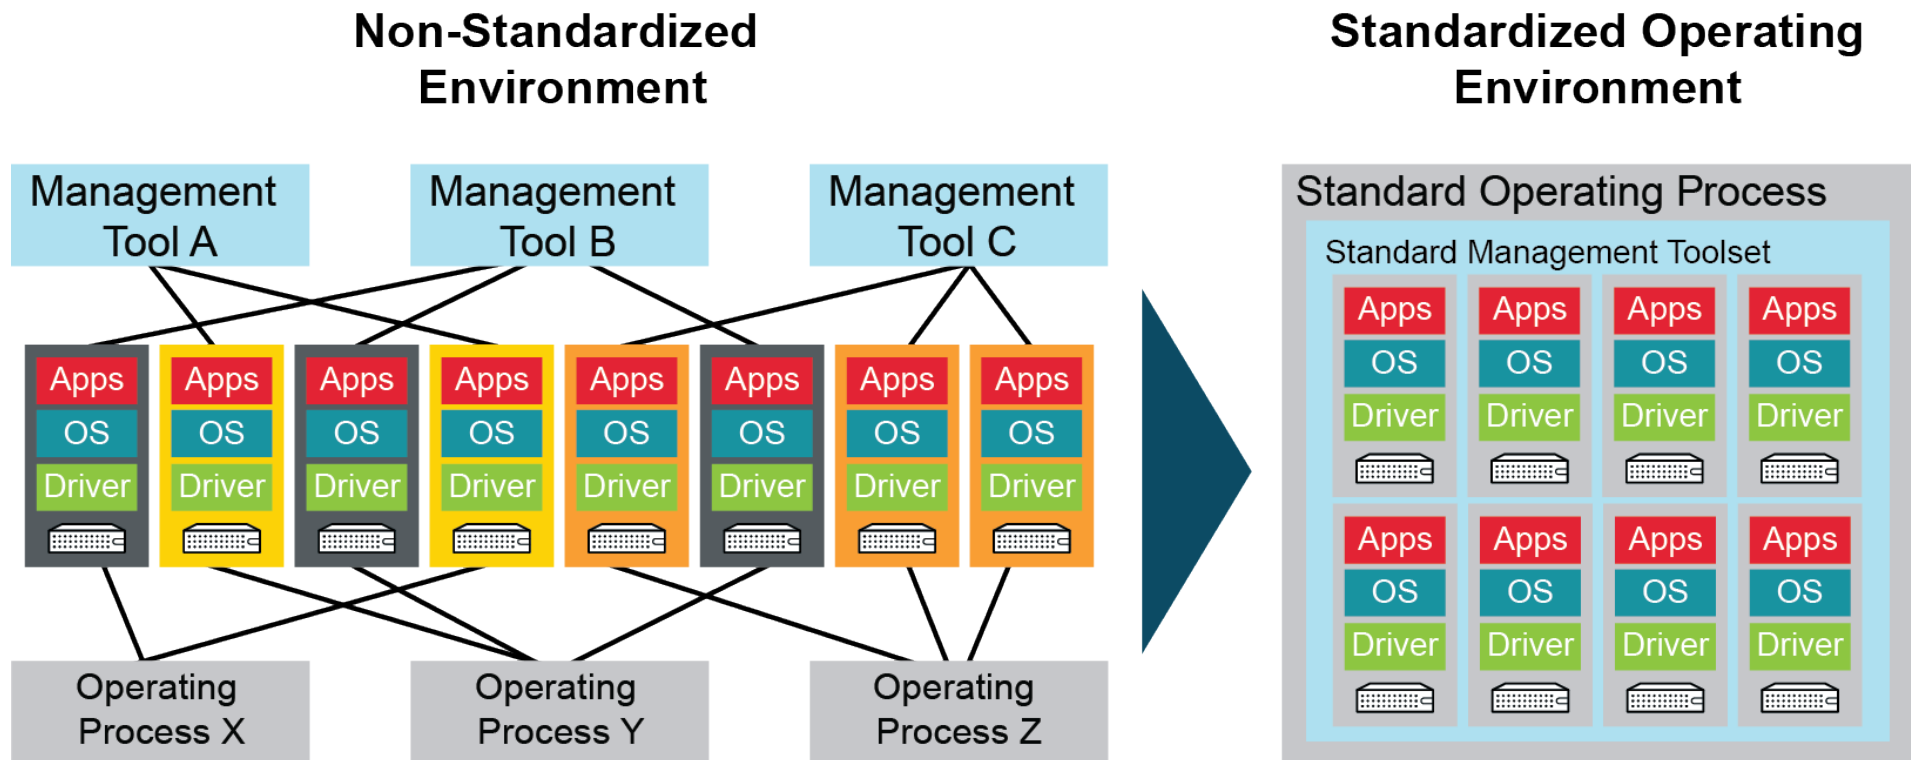 Non-Standardized
Environment
Standardized Operating
Environment
Management
Tool A
Management
Tool B
Management
Tool C
Apps
OS
Driver
Apps
OS
Driver
Apps
OS
Driver
Apps
OS
Driver
Apps
OS
Driver
Apps
OS
Driver
Apps
OS
Driver
Apps
OS
Driver
Operating
Process X
Operating
Process Y
Operating
Process Z
Standard Operating Process
Standard Management Toolset
Apps
OS
Driver
Apps
OS
Driver
Apps
OS
Driver
Apps
OS
Driver
Apps
OS
Driver
Apps
OS
Driver
Apps
OS
Driver
Apps
OS
Driver